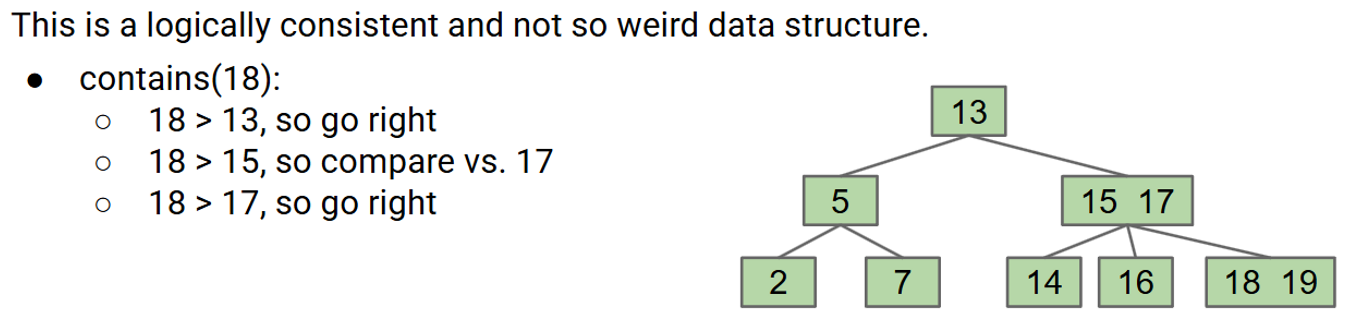 This is a logically consistent and not so weird data structure.
● contains(18):
○ 18 > 13, so go right
○ 18 > 15, so compare vs. 17
○ 18 > 17, so go right
13
5
15 17
2
7
14
16
18 19